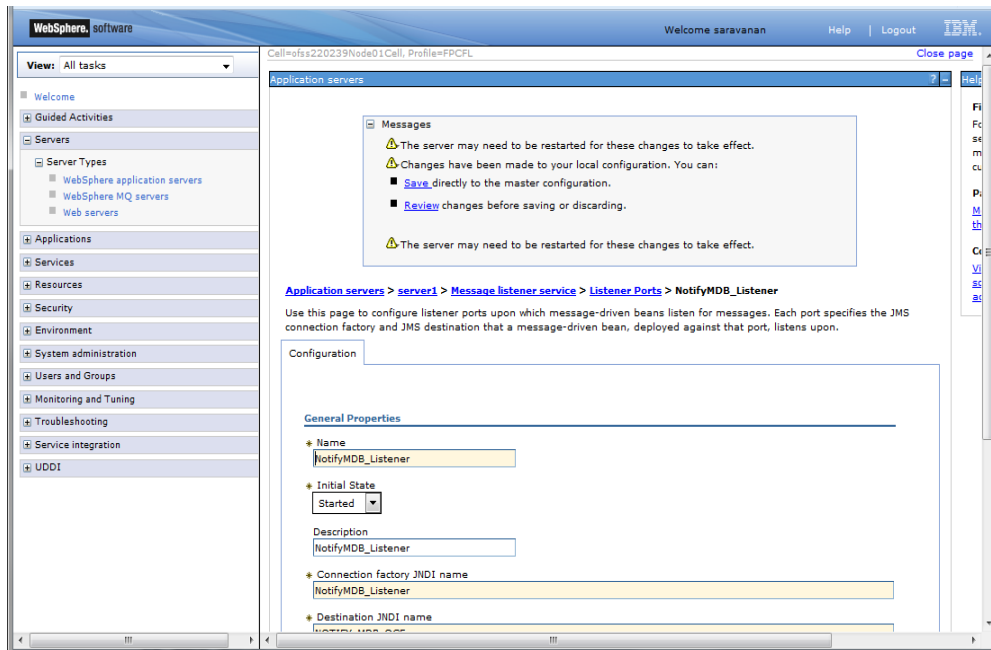 WebSphere. software
Welcome saravanan
Help | Logout
IBM.
View: All tasks
Welcome
Guided Activities
Servers
Server Types
WebSphere application servers
WebSphere MQ servers
Web servers
Applications
Services
Resources
Security
Environment
System administration
Users and Groups
Monitoring and Tuning
Troubleshooting
Service integration
UDDI
Cell=ofss220239Node01Cell, Profile=FPCFL
Close page
Application servers
? –
Messages
The server may need to be restarted for these changes to take effect.
Changes have been made to your local configuration. You can:
Save directly to the master configuration.
Review changes before saving or discarding.
The server may need to be restarted for these changes to take effect.
Application servers > server1 > Message listener service > Listener Ports > NotifyMDB_Listener
Use this page to configure listener ports upon which message-driven beans listen for messages. Each port specifies the JMS
connection factory and JMS destination that a message-driven bean, deployed against that port, listens upon.
Configuration
General Properties
* Name
NotifyMDB_Listener
* Initial State
Started
Description
NotifyMDB_Listener
* Connection factory JNDI name
NotifyMDB_Listener
* Destination JNDI name
Help